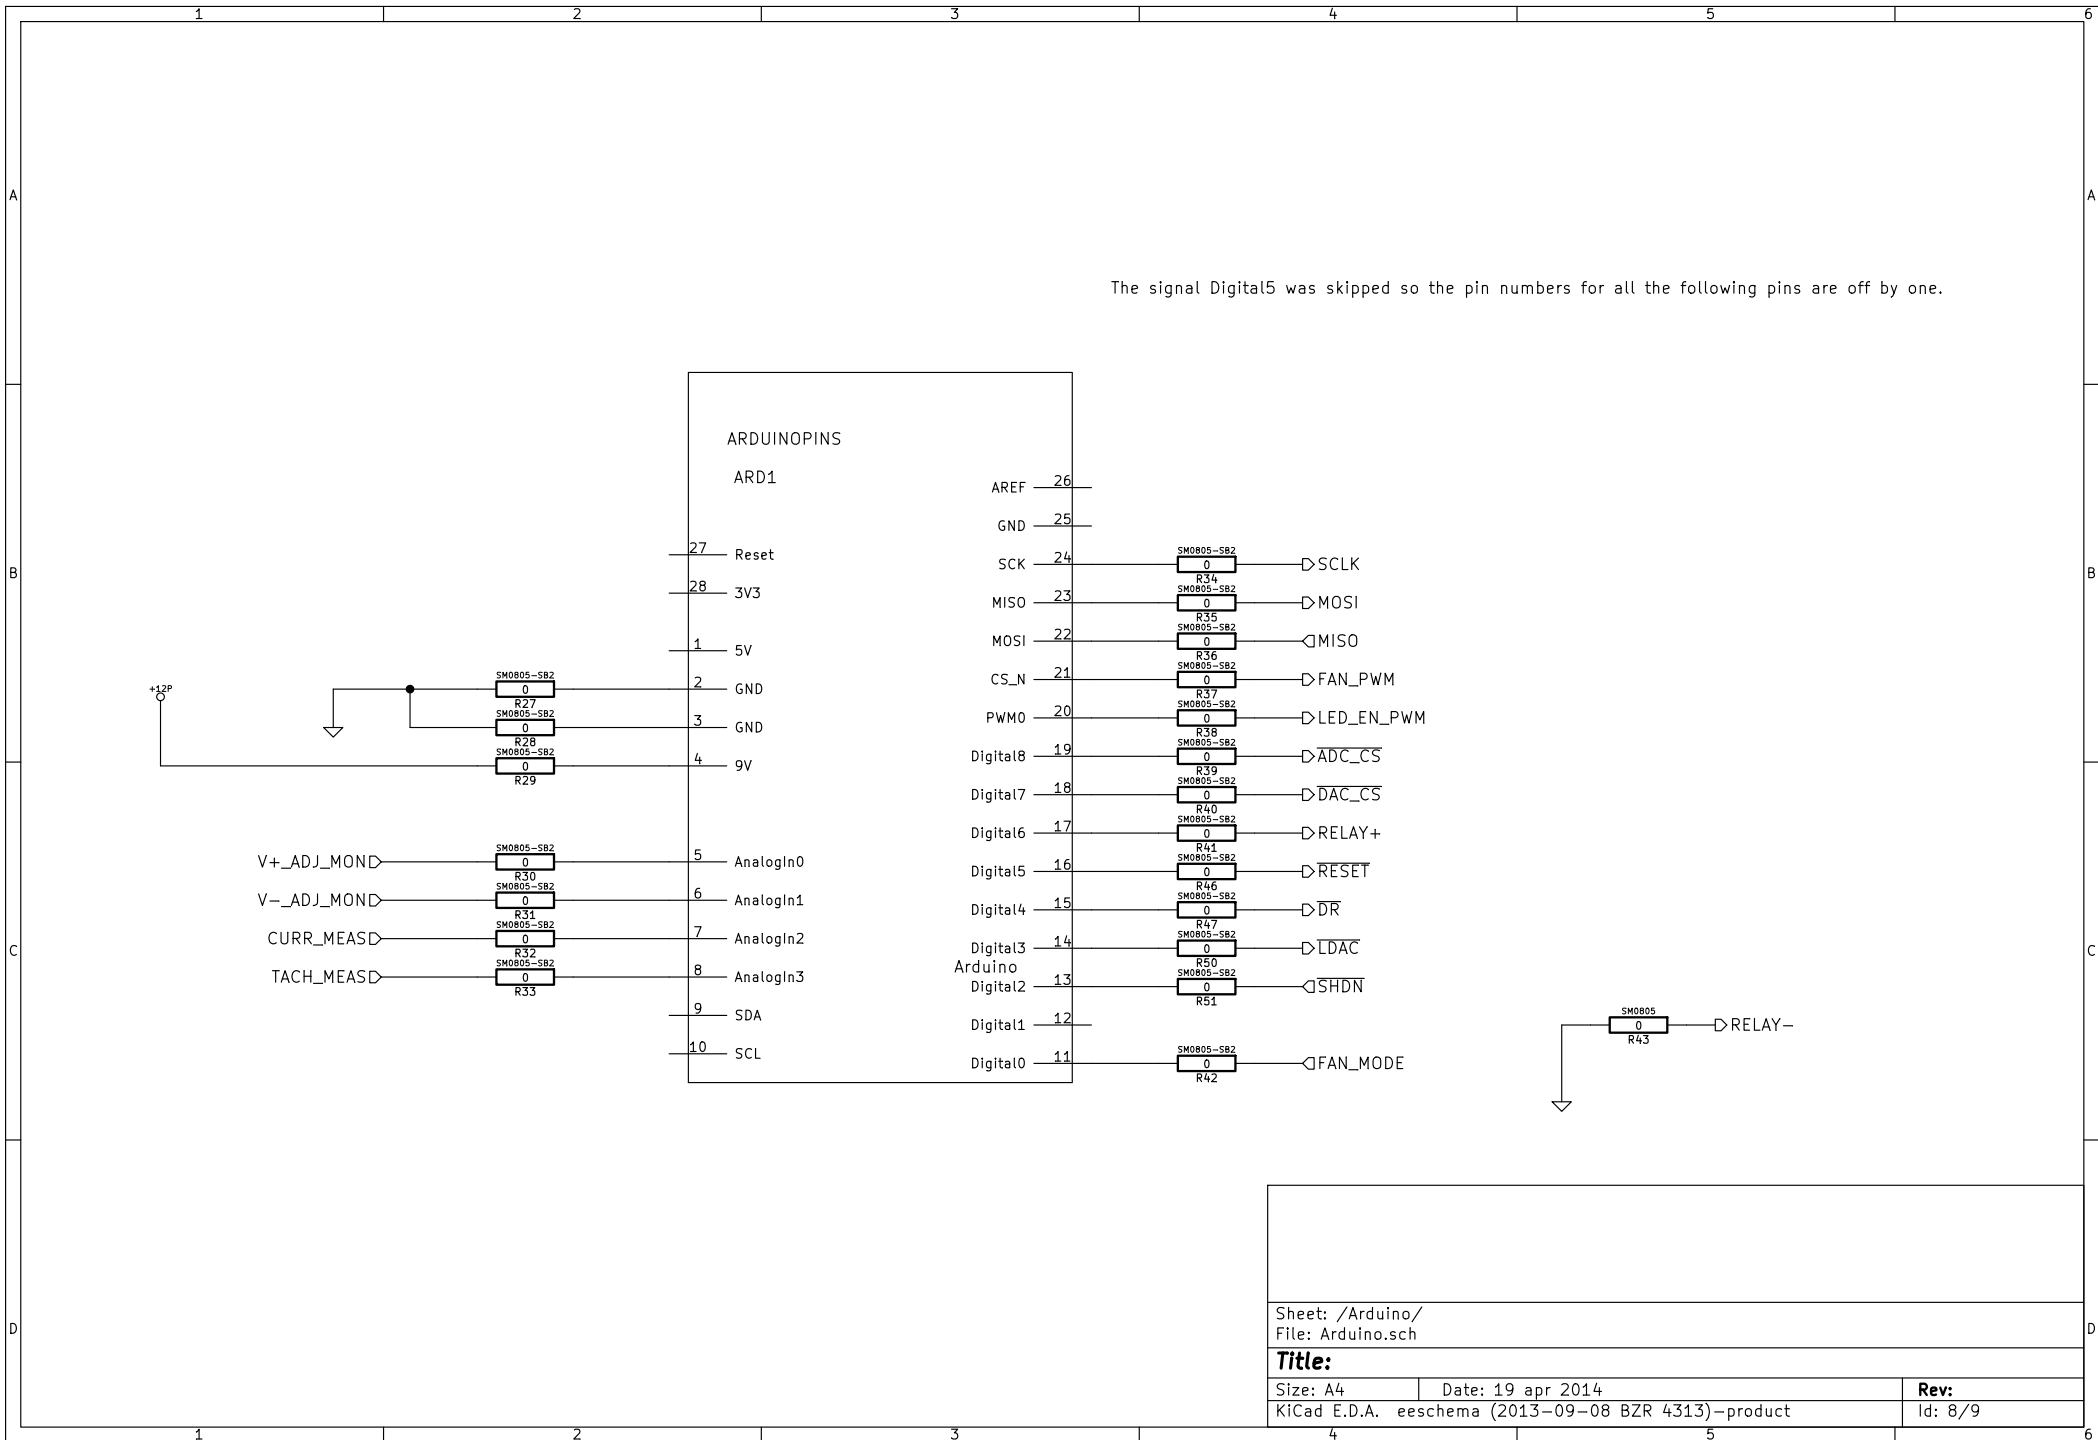 1 2 3 4 5 6
A A
The signal Digital5 was skipped so the pin numbers for all the following pins are off by one.
ARDUINOPINS
ARD1
AREF 26
GND 25
27 Reset
SCK 24 SM0805-SB2 0 R34 SCLK
B B
28 3V3
MISO 23 SM0805-SB2 0 R35 MOSI
MOSI 22 SM0805-SB2 0 R36 MISO
1 5V
CS_N 21 SM0805-SB2 0 R37 FAN_PWM
+12P
SM0805-SB2 0 R27 2 GND
PWM0 20 SM0805-SB2 0 R38 LED_EN_PWM
SM0805-SB2 0 R28 3 GND
Digital8 19 SM0805-SB2 0 R39 ADC_CS
SM0805-SB2 0 R29 4 9V
Digital7 18 SM0805-SB2 0 R40 DAC_CS
Digital6 17 SM0805-SB2 0 R41 RELAY+
V+_ADJ_MON SM0805-SB2 0 R30 5 AnalogIn0
Digital5 16 SM0805-SB2 0 R46 RESET
V-_ADJ_MON SM0805-SB2 0 R31 6 AnalogIn1
Digital4 15 SM0805-SB2 0 R47 DR
CURR_MEAS SM0805-SB2 0 R32 7 AnalogIn2
Digital3 14 SM0805-SB2 0 R50 LDAC
C C
Arduino
TACH_MEAS SM0805-SB2 0 R33 8 AnalogIn3
Digital2 13 SM0805-SB2 0 R51 SHDN
9 SDA
Digital1 12
SM0805 0 R43 RELAY-
10 SCL
Digital0 11 SM0805-SB2 0 R42 FAN_MODE
Sheet: /Arduino/
File: Arduino.sch
D D
Title:
Size: A4 Date: 19 apr 2014 Rev:
KiCad E.D.A. eeschema (2013-09-08 BZR 4313)-product Id: 8/9
1 2 3 4 5 6